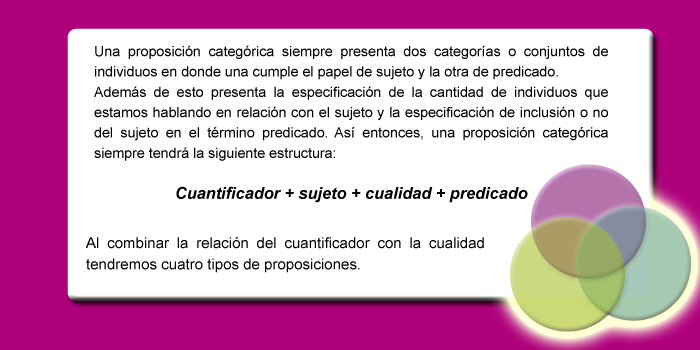 Una proposición categórica siempre presenta dos categorías o conjuntos de
individuos en donde una cumple el papel de sujeto y la otra de predicado.
Además de esto presenta la especificación de la cantidad de individuos que
estamos hablando en relación con el sujeto y la especificación de inclusión o no
del sujeto en el término predicado. Así entonces, una proposición categórica
siempre tendrá la siguiente estructura:
Cuantificador + sujeto + cualidad + predicado
Al combinar la relación del cuantificador con la cualidad
tendremos cuatro tipos de proposiciones.